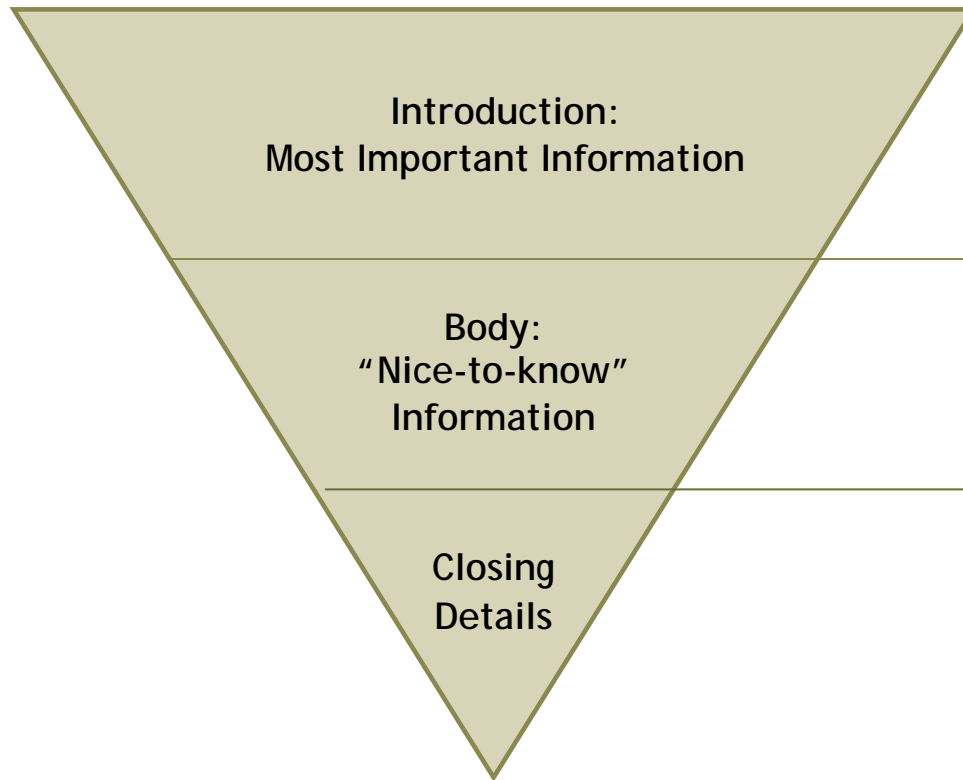 Introduction:
Most Important Information
Body:
“Nice-to-know”
Information
Closing
Details